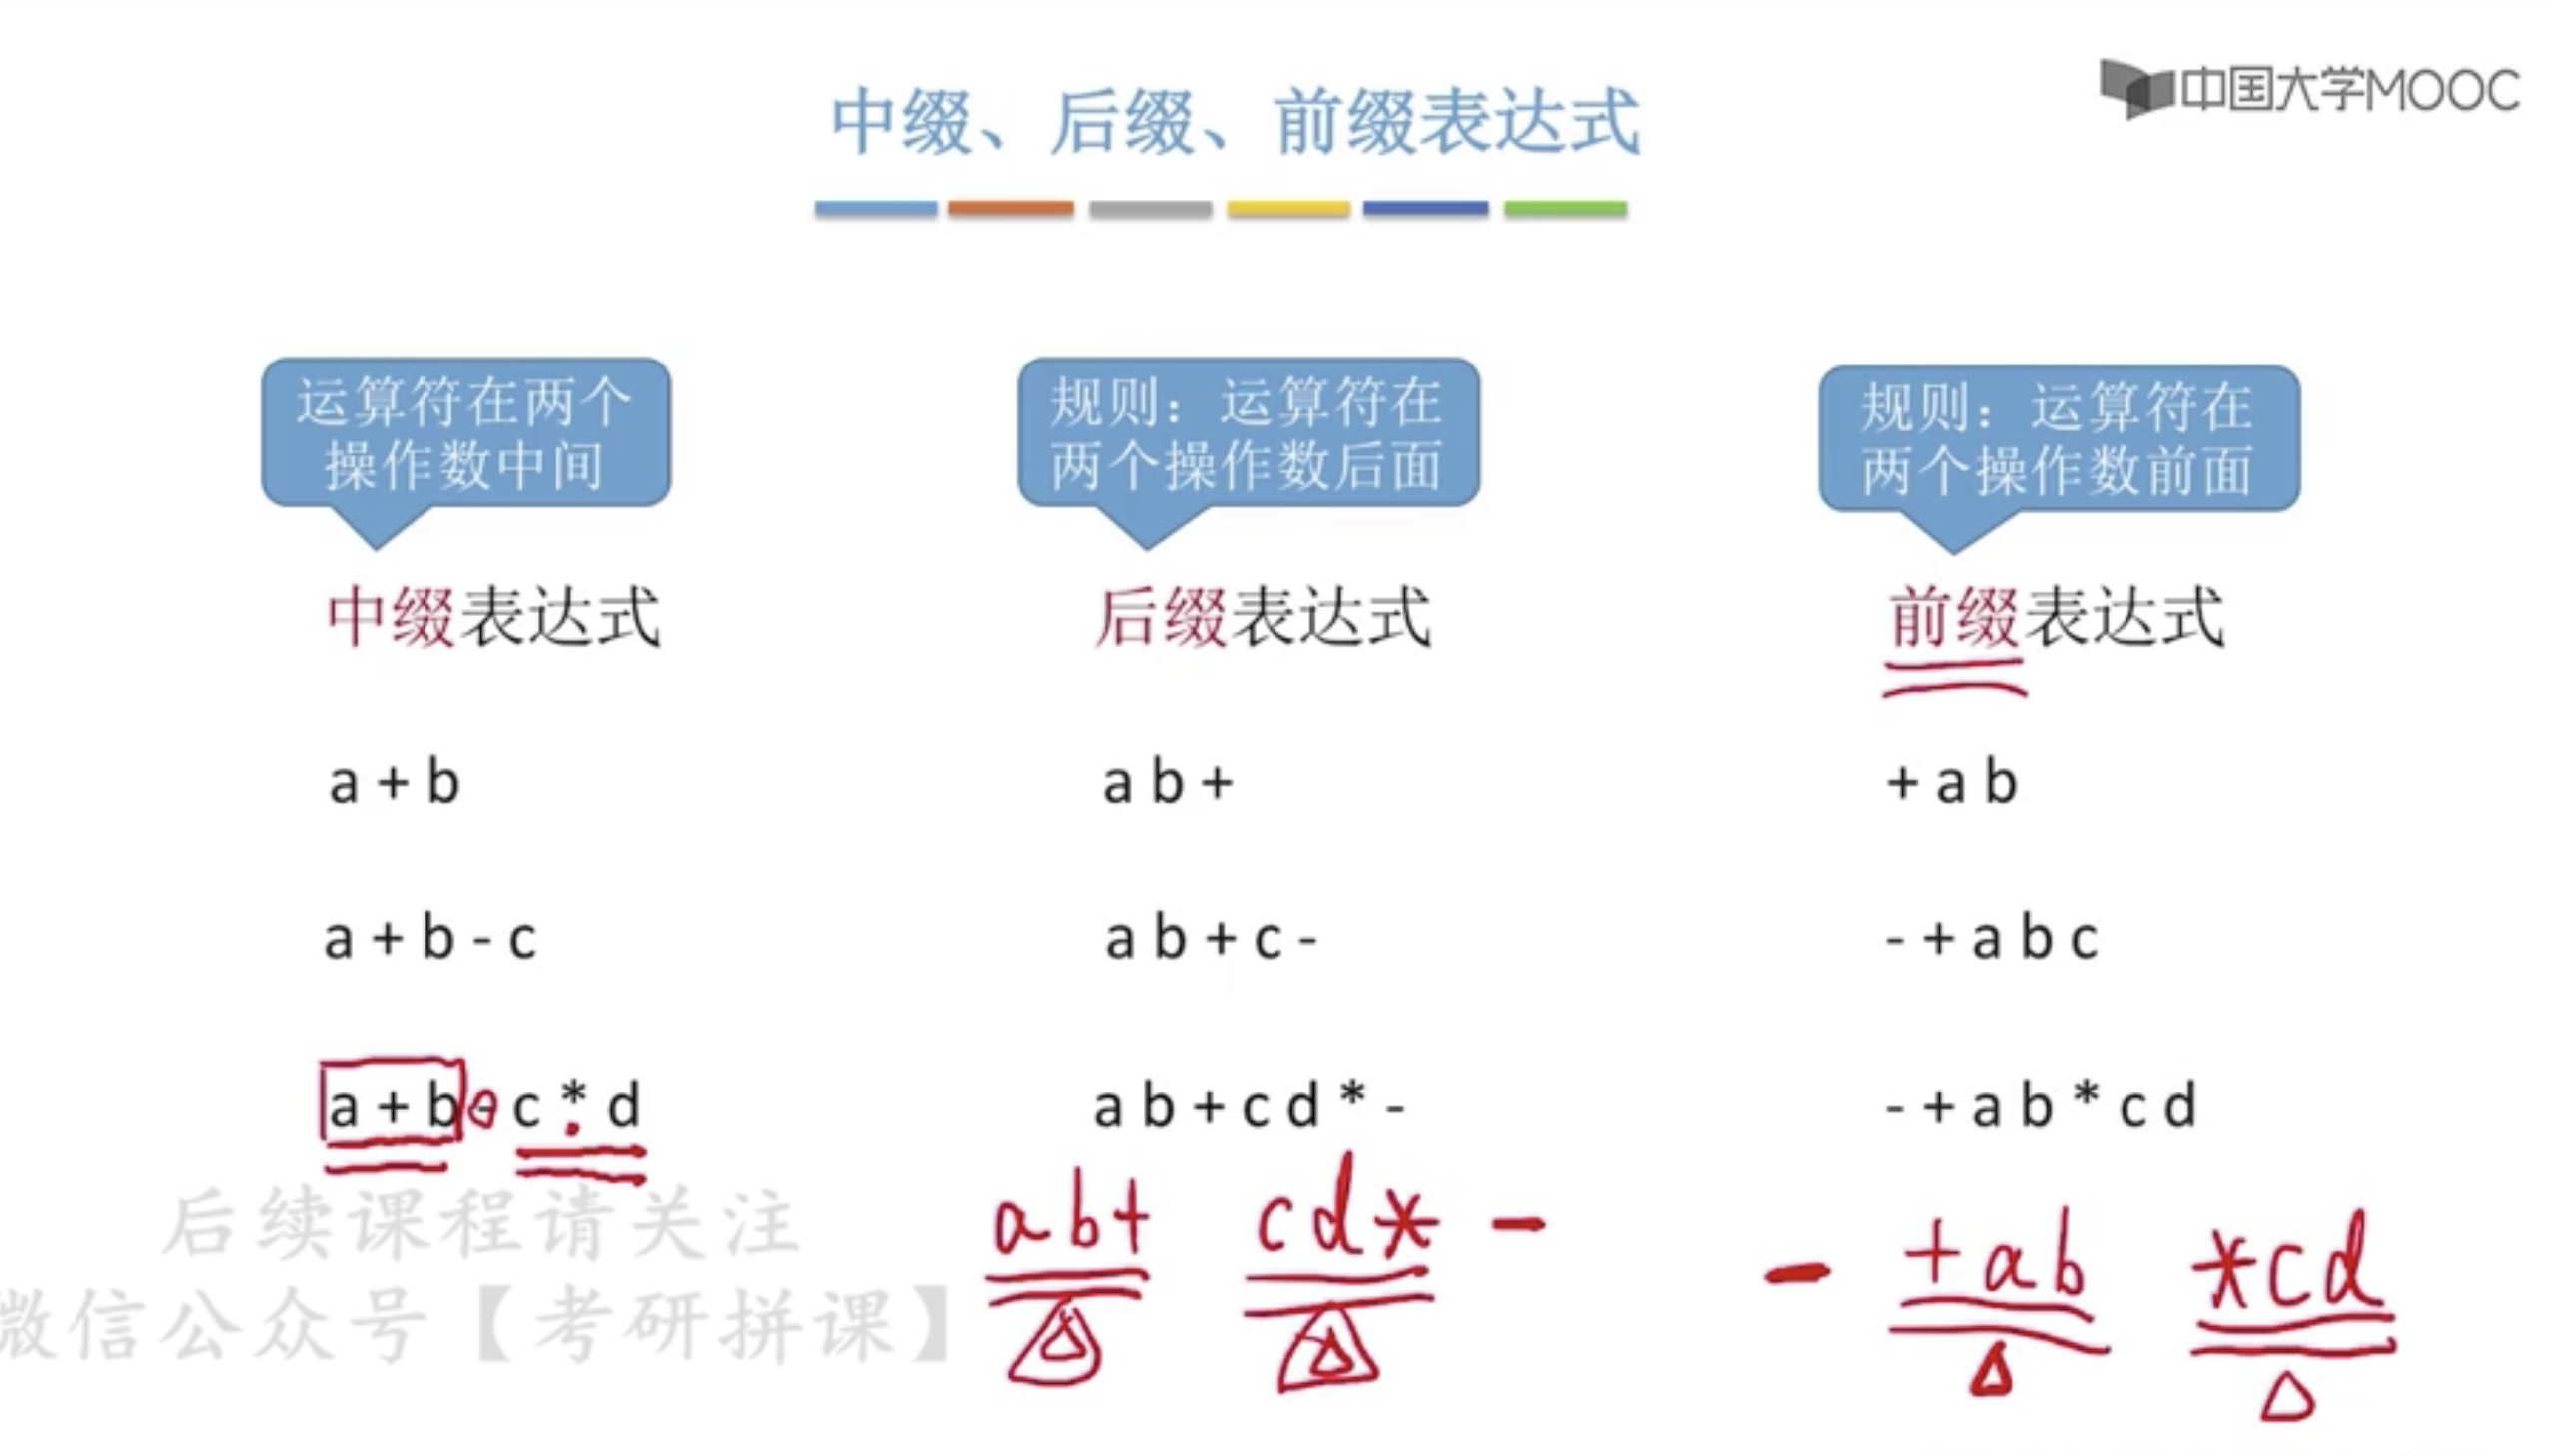 中国大学MOOC
中缀、后缀、前缀表达式
运算符在两个
操作数中间
规则：运算符在
两个操作数后面
规则：运算符在
两个操作数前面
中缀表达式
后缀表达式
前缀表达式
a + b
a b +
+ a b
a + b - c
a b + c -
- + a b c
a + b - c * d
a b + c d * -
- + a b * c d
ab+ cd* -
- +ab *cd
后续课程请关注
微信公众号【考研拼课】